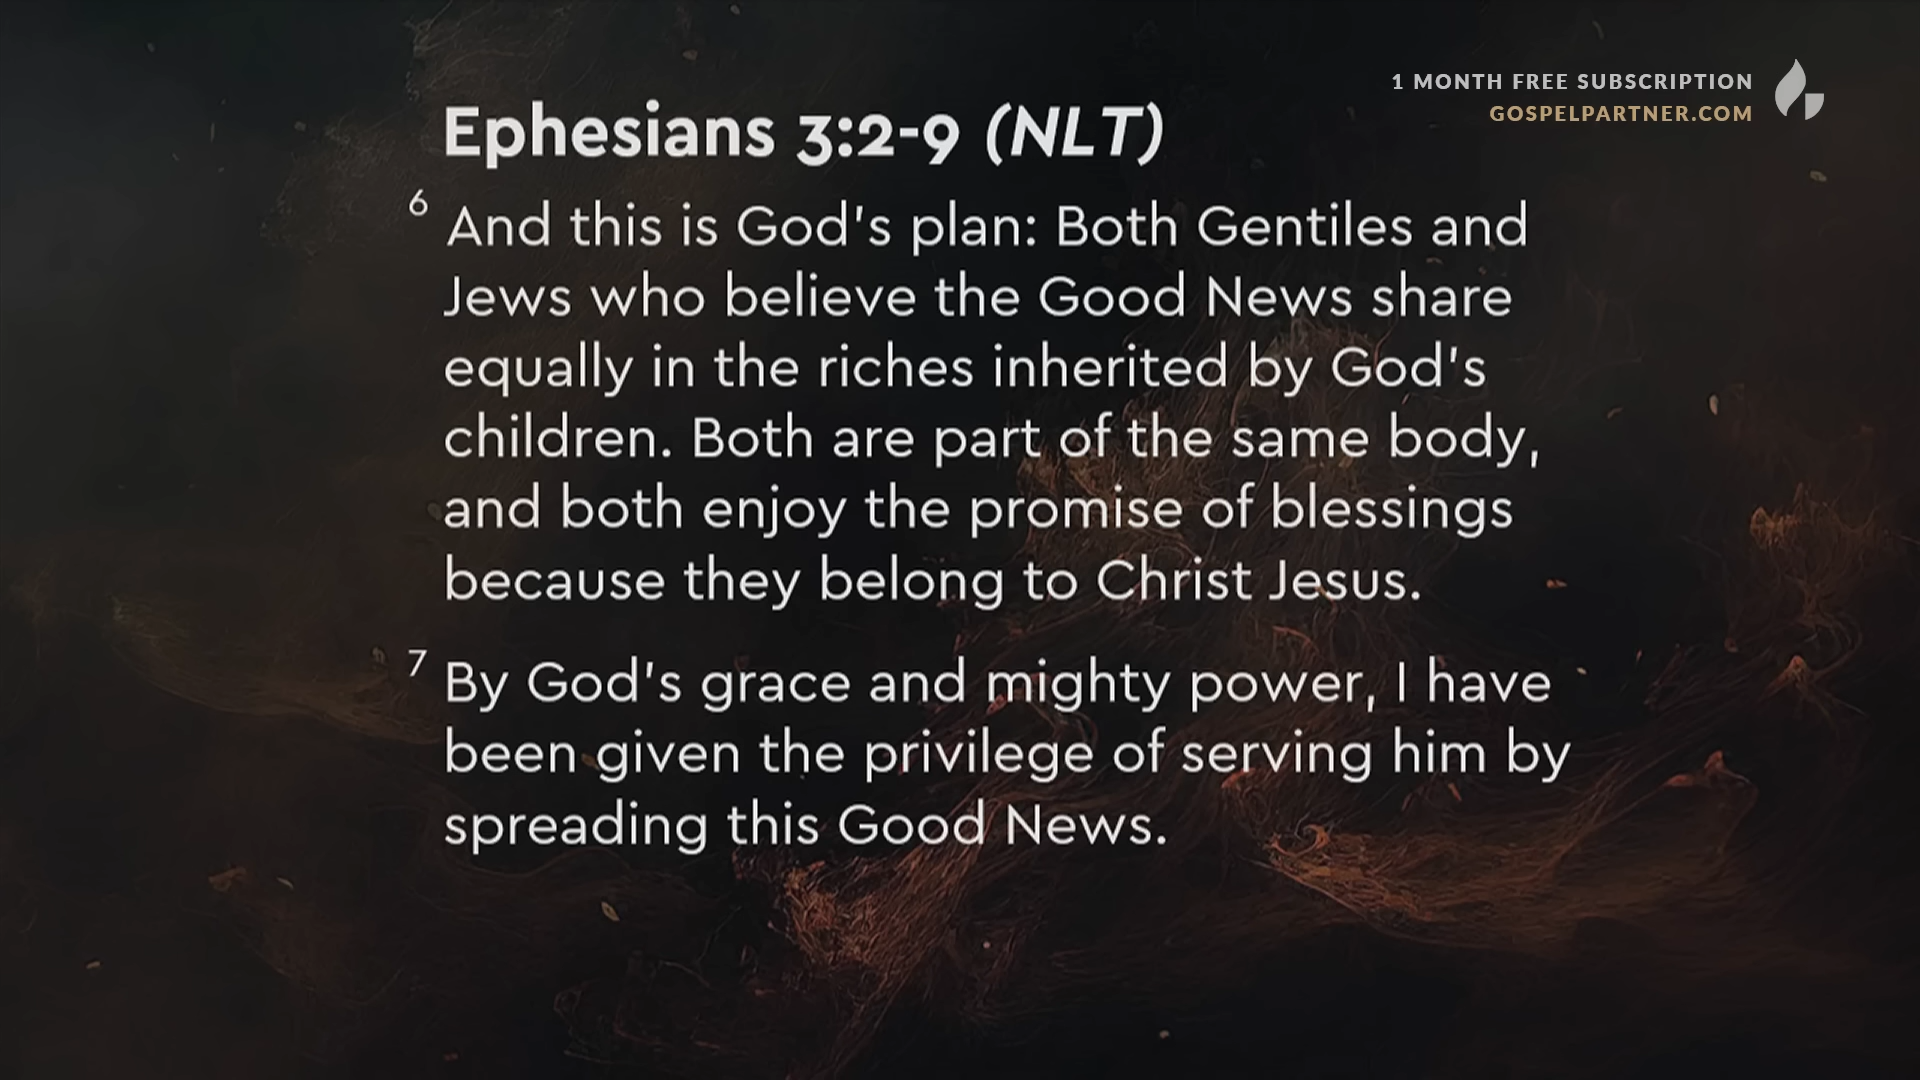 1 MONTH FREE SUBSCRIPTION
GOSPELPARTNER.COM
Ephesians 3:2-9 (NLT)
6 And this is God's plan: Both Gentiles and
Jews who believe the Good News share
equally in the riches inherited by God's
children. Both are part of the same body,
and both enjoy the promise of blessings
because they belong to Christ Jesus.
7 By God's grace and mighty power, I have
been given the privilege of serving him by
spreading this Good News.